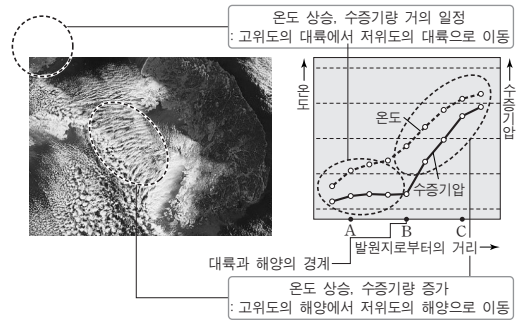 온도 상승, 수증기량 거의 일정
: 고위도의 대륙에서 저위도의 대륙으로 이동
온도
수증기압
온도
수증기압
A B C
발원지로부터의 거리
대륙과 해양의 경계
온도 상승, 수증기량 증가
: 고위도의 해양에서 저위도의 해양으로 이동